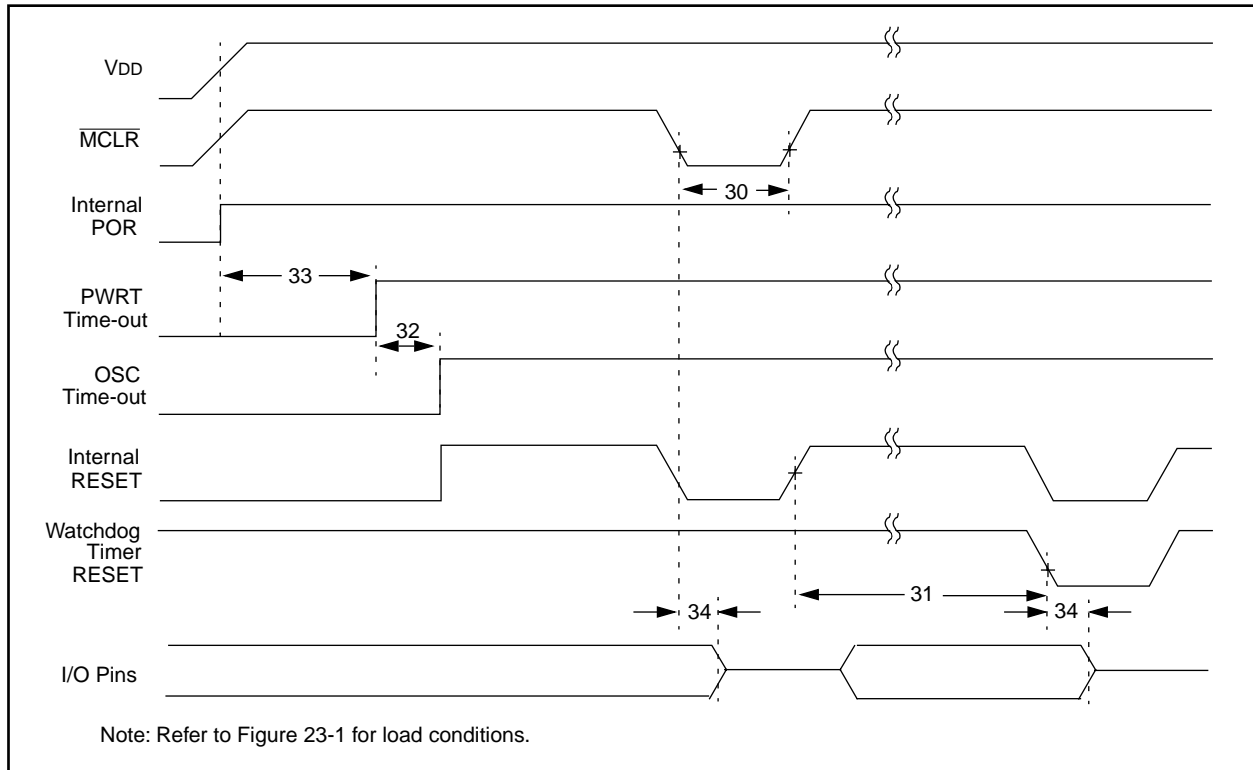 VDD
MCLR
30
Internal
POR
33
PWRT
Time-out
32
OSC
Time-out
Internal
RESET
Watchdog
Timer
RESET
31
34
34
I/O Pins
Note: Refer to Figure 23-1 for load conditions.